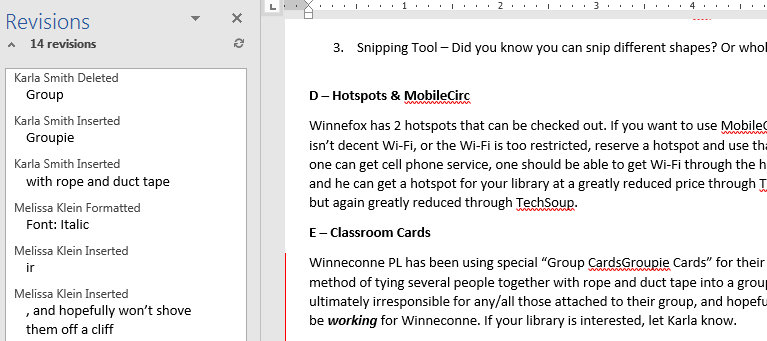 Revisions
14 revisions
Karla Smith Deleted
Group
Karla Smith Inserted
Groupie
Karla Smith Inserted
with rope and duct tape
Melissa Klein Formatted
Font: Italic
Melissa Klein Inserted
ir
Melissa Klein Inserted
, and hopefully won’t shove
them off a cliff
L
1 2 3 4
3. Snipping Tool – Did you know you can snip different shapes? Or whol
D – Hotspots & MobileCirc
Winnefox has 2 hotspots that can be checked out. If you want to use MobileC
isn’t decent Wi-Fi, or the Wi-Fi is too restricted, reserve a hotspot and use tha
one can get cell phone service, one should be able to get Wi-Fi through the h
and he can get a hotspot for your library at a greatly reduced price through T
but again greatly reduced through TechSoup.
E – Classroom Cards
Winneconne PL has been using special “Group CardsGroupie Cards” for their
method of tying several people together with rope and duct tape into a grou
ultimately irresponsible for any/all those attached to their group, and hopefu
be working for Winneconne. If your library is interested, let Karla know.